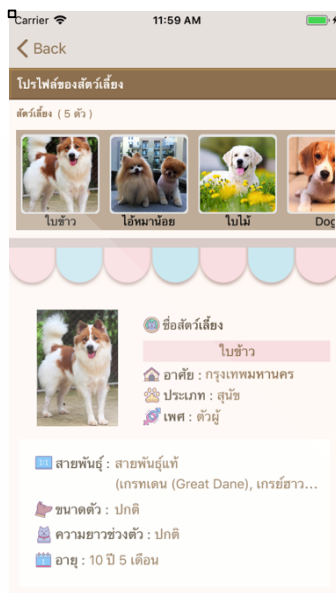 Carrier 11:59 AM
Back
โปรไฟล์ของสัตว์เลี้ยง
สัตว์เลี้ยง ( 5 ตัว )
ใบข้าว ไอ้หมาน้อย ใบไม้ Dog
ชื่อสัตว์เลี้ยง
ใบข้าว
อาศัย : กรุงเทพมหานคร
ประเภท : สุนัข
เพศ : ตัวผู้
สายพันธุ์ : สายพันธุ์แท้
(เกรทเดน (Great Dane), เกรย์ฮาว...
ขนาดตัว : ปกติ
ความยาวช่วงตัว : ปกติ
อายุ : 10 ปี 5 เดือน